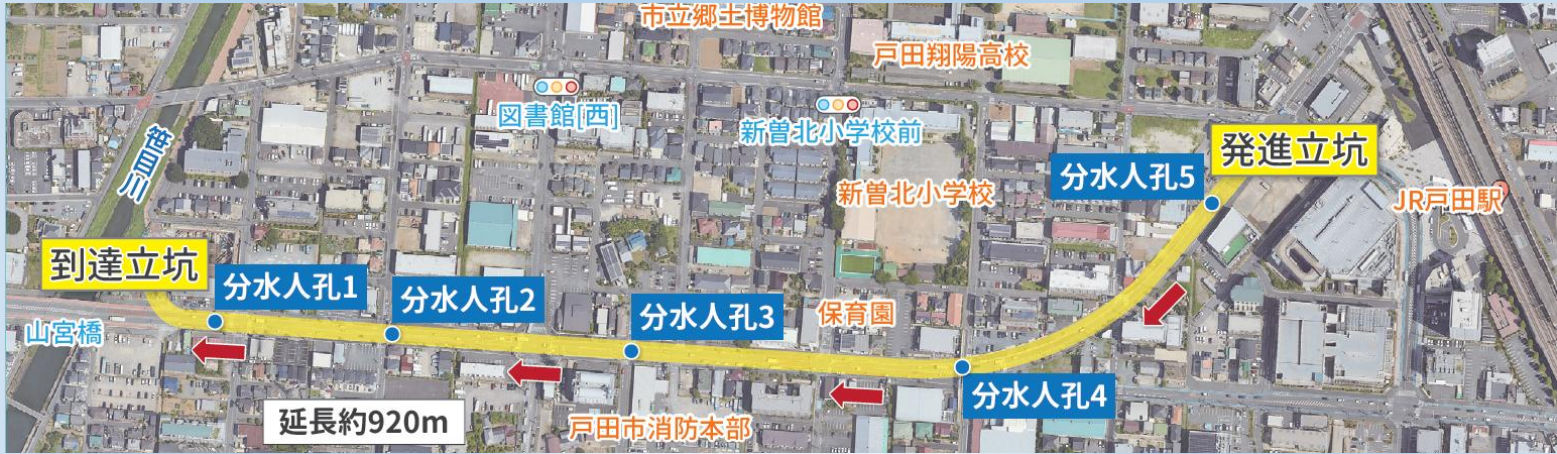 市立郷土博物館
戸田翔陽高校
図書館[西]
新曽北小学校前
笹目川
発進立坑
分水人孔5
新曽北小学校
JR戸田駅
到達立坑
分水人孔1
分水人孔2
分水人孔3
保育園
山宮橋
分水人孔4
延長約920m
戸田市消防本部